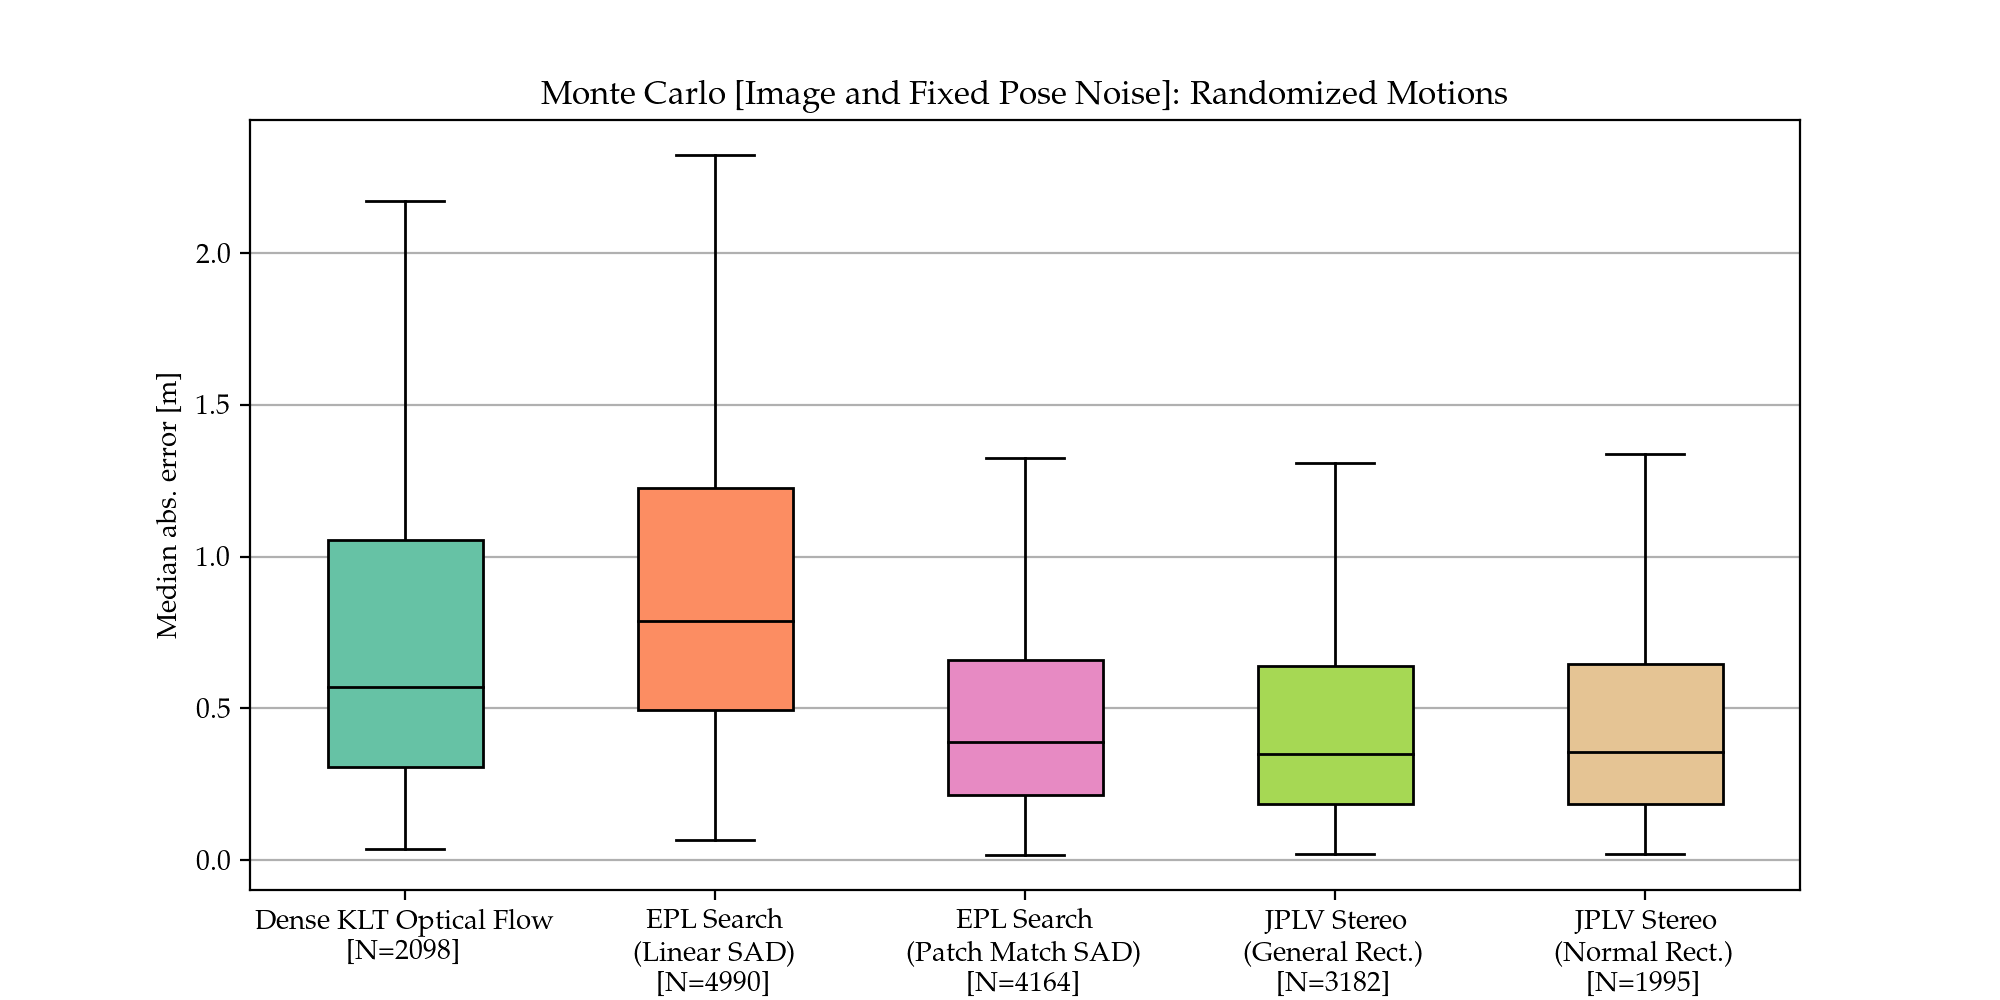 Monte Carlo [Image and Fixed Pose Noise]: Randomized Motions
Median abs. error [m]
2.0
1.5
1.0
0.5
0.0
Dense KLT Optical Flow
[N=2098]
EPL Search
(Linear SAD)
[N=4990]
EPL Search
(Patch Match SAD)
[N=4164]
JPLV Stereo
(General Rect.)
[N=3182]
JPLV Stereo
(Normal Rect.)
[N=1995]